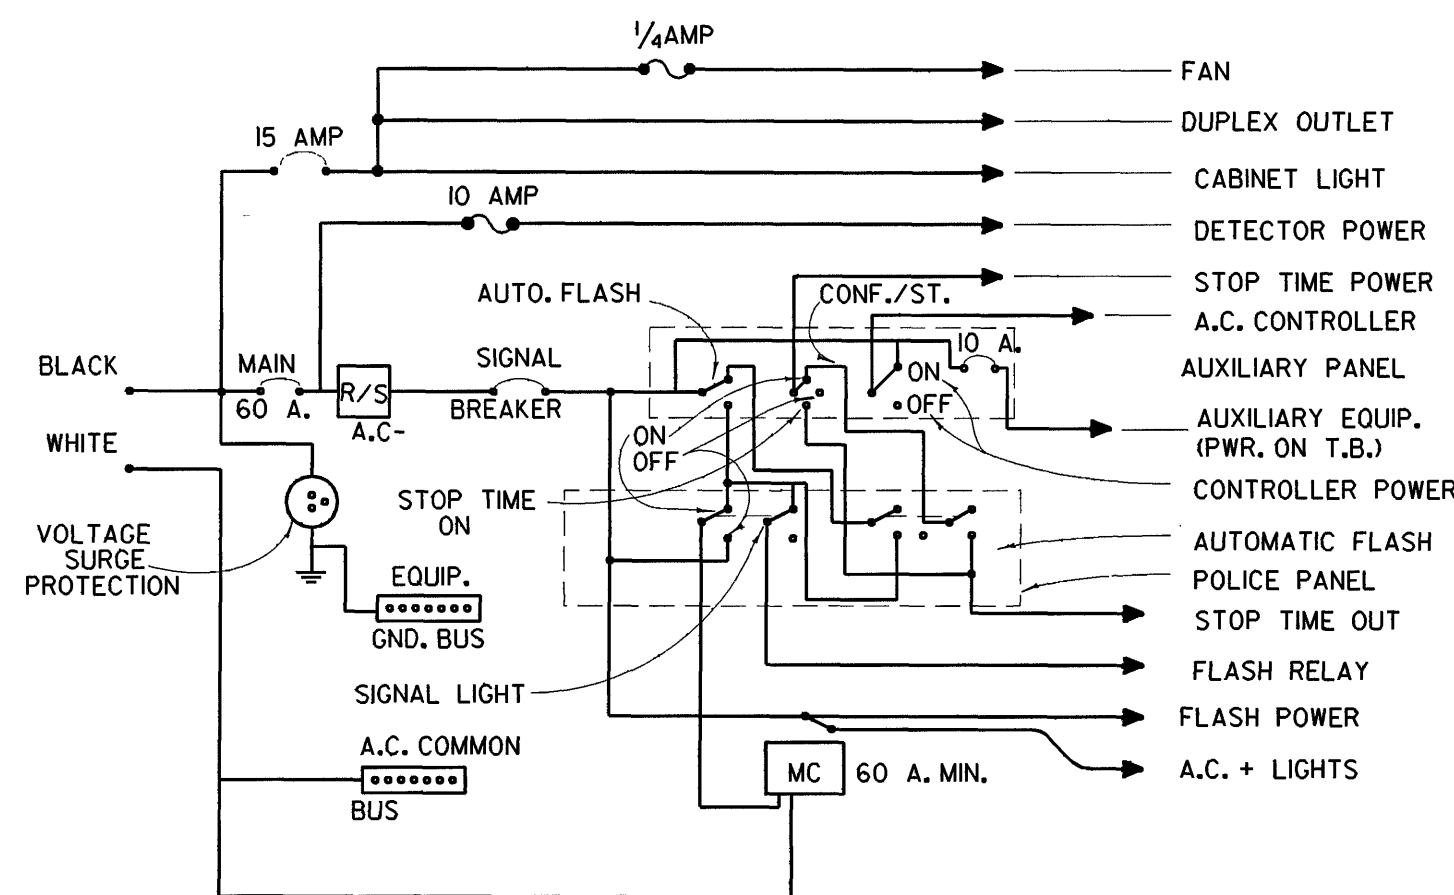 1/4 AMP
FAN
15 AMP
DUPLEX OUTLET
CABINET LIGHT
10 AMP
DETECTOR POWER
STOP TIME POWER
AUTO. FLASH
CONF./ST.
A.C. CONTROLLER
10 A.
BLACK
MAIN
60 A.
R/S
A.C-
SIGNAL
BREAKER
ON
OFF
AUXILIARY PANEL
AUXILIARY EQUIP.
(PWR. ON T.B.)
WHITE
ON
OFF
CONTROLLER POWER
STOP TIME
ON
VOLTAGE
SURGE
PROTECTION
AUTOMATIC FLASH
POLICE PANEL
EQUIP.
GND. BUS
STOP TIME OUT
FLASH RELAY
SIGNAL LIGHT
FLASH POWER
A.C. COMMON
BUS
MC
60 A. MIN.
A.C. + LIGHTS